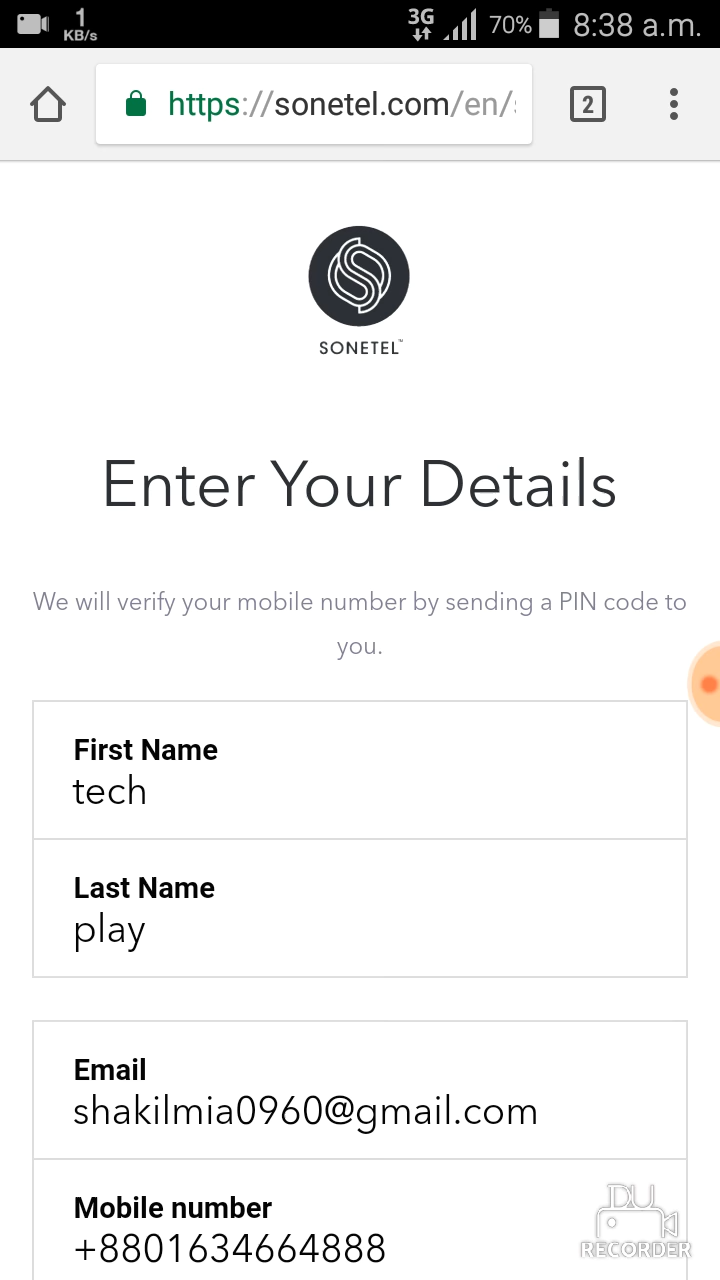 1
KB/s
3G
70%
8:38 a.m.
https://sonetel.com/en/
2
SONETEL™
Enter Your Details
We will verify your mobile number by sending a PIN code to
you.
First Name
tech
Last Name
play
Email
shakilmia0960@gmail.com
Mobile number
+8801634664888
DU
RECORDER